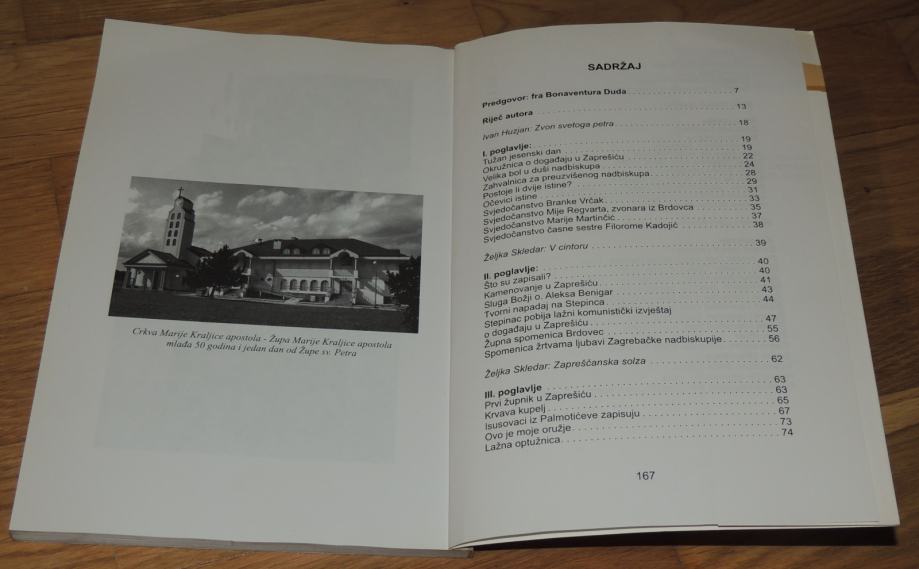 Crkva Marije Kraljice apostola - Župa Marije Kraljice apostola
mlađa 50 godina i jedan dan od Župe sv. Petra
SADRŽAJ
Predgovor: fra Bonaventura Duda 7
Riječ autora 13
Ivan Huzjan: Zvon svetoga petra 18
I. poglavlje: 19
Tužan jesenski dan 19
Okružnica o događaju u Zaprešiću 22
Velika bol u duši nadbiskupa 24
Zahvalnica za preuzvišenog nadbiskupa 28
Postoje li dvije istine? 29
Očevici istine 31
Svjedočanstvo Branke Vrčak 33
Svjedočanstvo Mije Regvarta, zvonara iz Brdovca 35
Svjedočanstvo Marije Martinčić 37
Svjedočanstvo časne sestre Filorome Kadojić 38
Željka Skledar: V cintoru 39
II. poglavlje: 40
Što su zapisali? 40
Kamenovanje u Zaprešiću 41
Sluga Božji o. Aleksa Benigar 43
Tvorni napadaj na Stepinca 44
Stepinac pobija lažni komunistički izvještaj
o događaju u Zaprešiću 47
Župna spomenica Brdovec 55
Spomenica žrtvama ljubavi Zagrebačke nadbiskupije 56
Željka Skledar: Zapreščanska solza 62
III. poglavlje 63
Prvi župnik u Zaprešiću 63
Krvava kupelj 65
Isusovaci iz Palmotićeve zapisuju 67
Ovo je moje oružje 73
Lažna optužnica 74
167